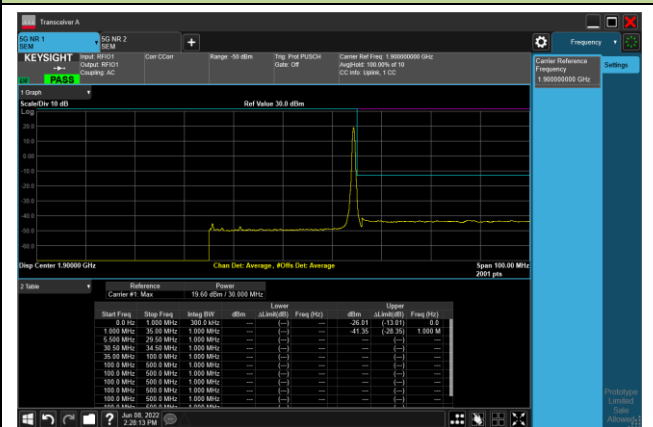 Transceiver A
5G NR 1
SEM
5G NR 2
SEM
+
Frequency
KEYSIGHT
Input: RFIO1
Output: RFIO1
Coupling: AC
Corr CCorr
Range: -50 dBm
Trig: Prot PUSCH
Gate: Off
Carrier Ref Freq: 1.900000000 GHz
Avg|Hold: 100.00% of 10
CC Info: Uplink, 1 CC
PASS
Carrier Reference
Frequency
1.900000000 GHz
Settings
1 Graph
Scale/Div 10 dB
Ref Value 30.0 dBm
Log
20.0
10.0
0.00
-10.0
-20.0
-30.0
-40.0
-50.0
-60.0
Disp Center 1.90000 GHz
Chan Det: Average, #Offs Det: Average
Span 100.00 MHz
2001 pts
2 Table
Reference Power
Carrier #1: Max 19.60 dBm / 30.000 MHz
Lower Upper
Start Freq Stop Freq Integ BW dBm ΔLimit(dB) Freq (Hz) dBm ΔLimit(dB) Freq (Hz)
0.0 Hz 1.000 MHz 300.0 kHz --- (---) --- -26.01 (-13.01) 0.0
1.000 MHz 35.00 MHz 1.000 MHz --- (---) --- -41.35 (-28.35) 1.000 M
5.500 MHz 29.50 MHz 1.000 MHz --- (---) --- --- (---) ---
30.50 MHz 34.50 MHz 1.000 MHz --- (---) --- --- (---) ---
35.00 MHz 100.0 MHz 1.000 MHz --- (---) --- --- (---) ---
100.0 MHz 500.0 MHz 1.000 MHz --- (---) --- --- (---) ---
100.0 MHz 500.0 MHz 1.000 MHz --- (---) --- --- (---) ---
100.0 MHz 500.0 MHz 1.000 MHz --- (---) --- --- (---) ---
100.0 MHz 500.0 MHz 1.000 MHz --- (---) --- --- (---) ---
100.0 MHz 500.0 MHz 1.000 MHz --- (---) --- --- (---) ---
Prototype
Limited
Sale
Allowed
?
Jun 08, 2022
2:28:13 PM